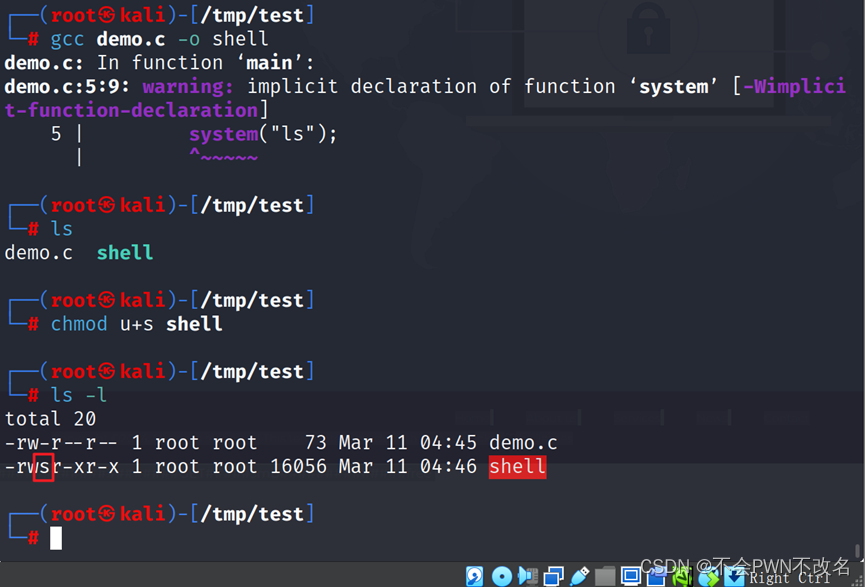 ┌──(root㉿kali)-[/tmp/test]
└─# gcc demo.c -o shell
demo.c: In function ‘main’:
demo.c:5:9: warning: implicit declaration of function ‘system’ [-Wimplici
t-function-declaration]
    5 |         system("ls");
      |         ^~~~~~
┌──(root㉿kali)-[/tmp/test]
└─# ls
demo.c  shell
┌──(root㉿kali)-[/tmp/test]
└─# chmod u+s shell
┌──(root㉿kali)-[/tmp/test]
└─# ls -l
total 20
-rw-r--r-- 1 root root    73 Mar 11 04:45 demo.c
-rwsr-xr-x 1 root root 16056 Mar 11 04:46 shell
┌──(root㉿kali)-[/tmp/test]
└─#
CSDN @不会PWN不改名
Right Ctrl